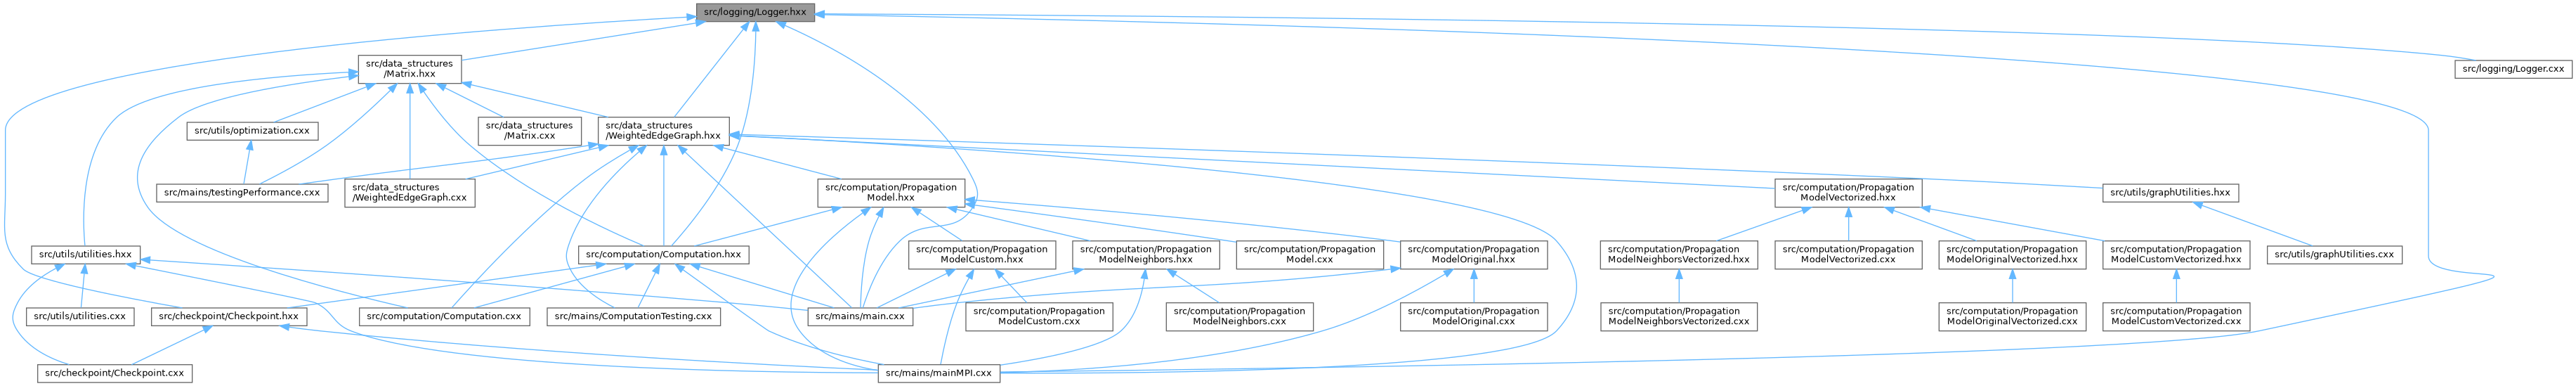 src/logging/Logger.hxx
src/data_structures
/Matrix.hxx
src/logging/Logger.cxx
src/utils/optimization.cxx
src/data_structures
/Matrix.cxx
src/data_structures
/WeightedEdgeGraph.hxx
src/mains/testingPerformance.cxx
src/data_structures
/WeightedEdgeGraph.cxx
src/computation/Propagation
Model.hxx
src/computation/Propagation
ModelVectorized.hxx
src/utils/graphUtilities.hxx
src/utils/utilities.hxx
src/computation/Computation.hxx
src/computation/Propagation
ModelCustom.hxx
src/computation/Propagation
ModelNeighbors.hxx
src/computation/Propagation
Model.cxx
src/computation/Propagation
ModelOriginal.hxx
src/computation/Propagation
ModelNeighborsVectorized.hxx
src/computation/Propagation
ModelVectorized.cxx
src/computation/Propagation
ModelOriginalVectorized.hxx
src/computation/Propagation
ModelCustomVectorized.hxx
src/utils/graphUtilities.cxx
src/utils/utilities.cxx
src/checkpoint/Checkpoint.hxx
src/computation/Computation.cxx
src/mains/ComputationTesting.cxx
src/mains/main.cxx
src/computation/Propagation
ModelCustom.cxx
src/computation/Propagation
ModelNeighbors.cxx
src/computation/Propagation
ModelOriginal.cxx
src/computation/Propagation
ModelNeighborsVectorized.cxx
src/computation/Propagation
ModelOriginalVectorized.cxx
src/computation/Propagation
ModelCustomVectorized.cxx
src/checkpoint/Checkpoint.cxx
src/mains/mainMPI.cxx